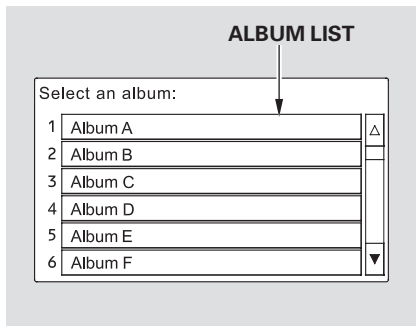 ALBUM LIST
Select an album:
1 Album A
2 Album B
3 Album C
4 Album D
5 Album E
6 Album F